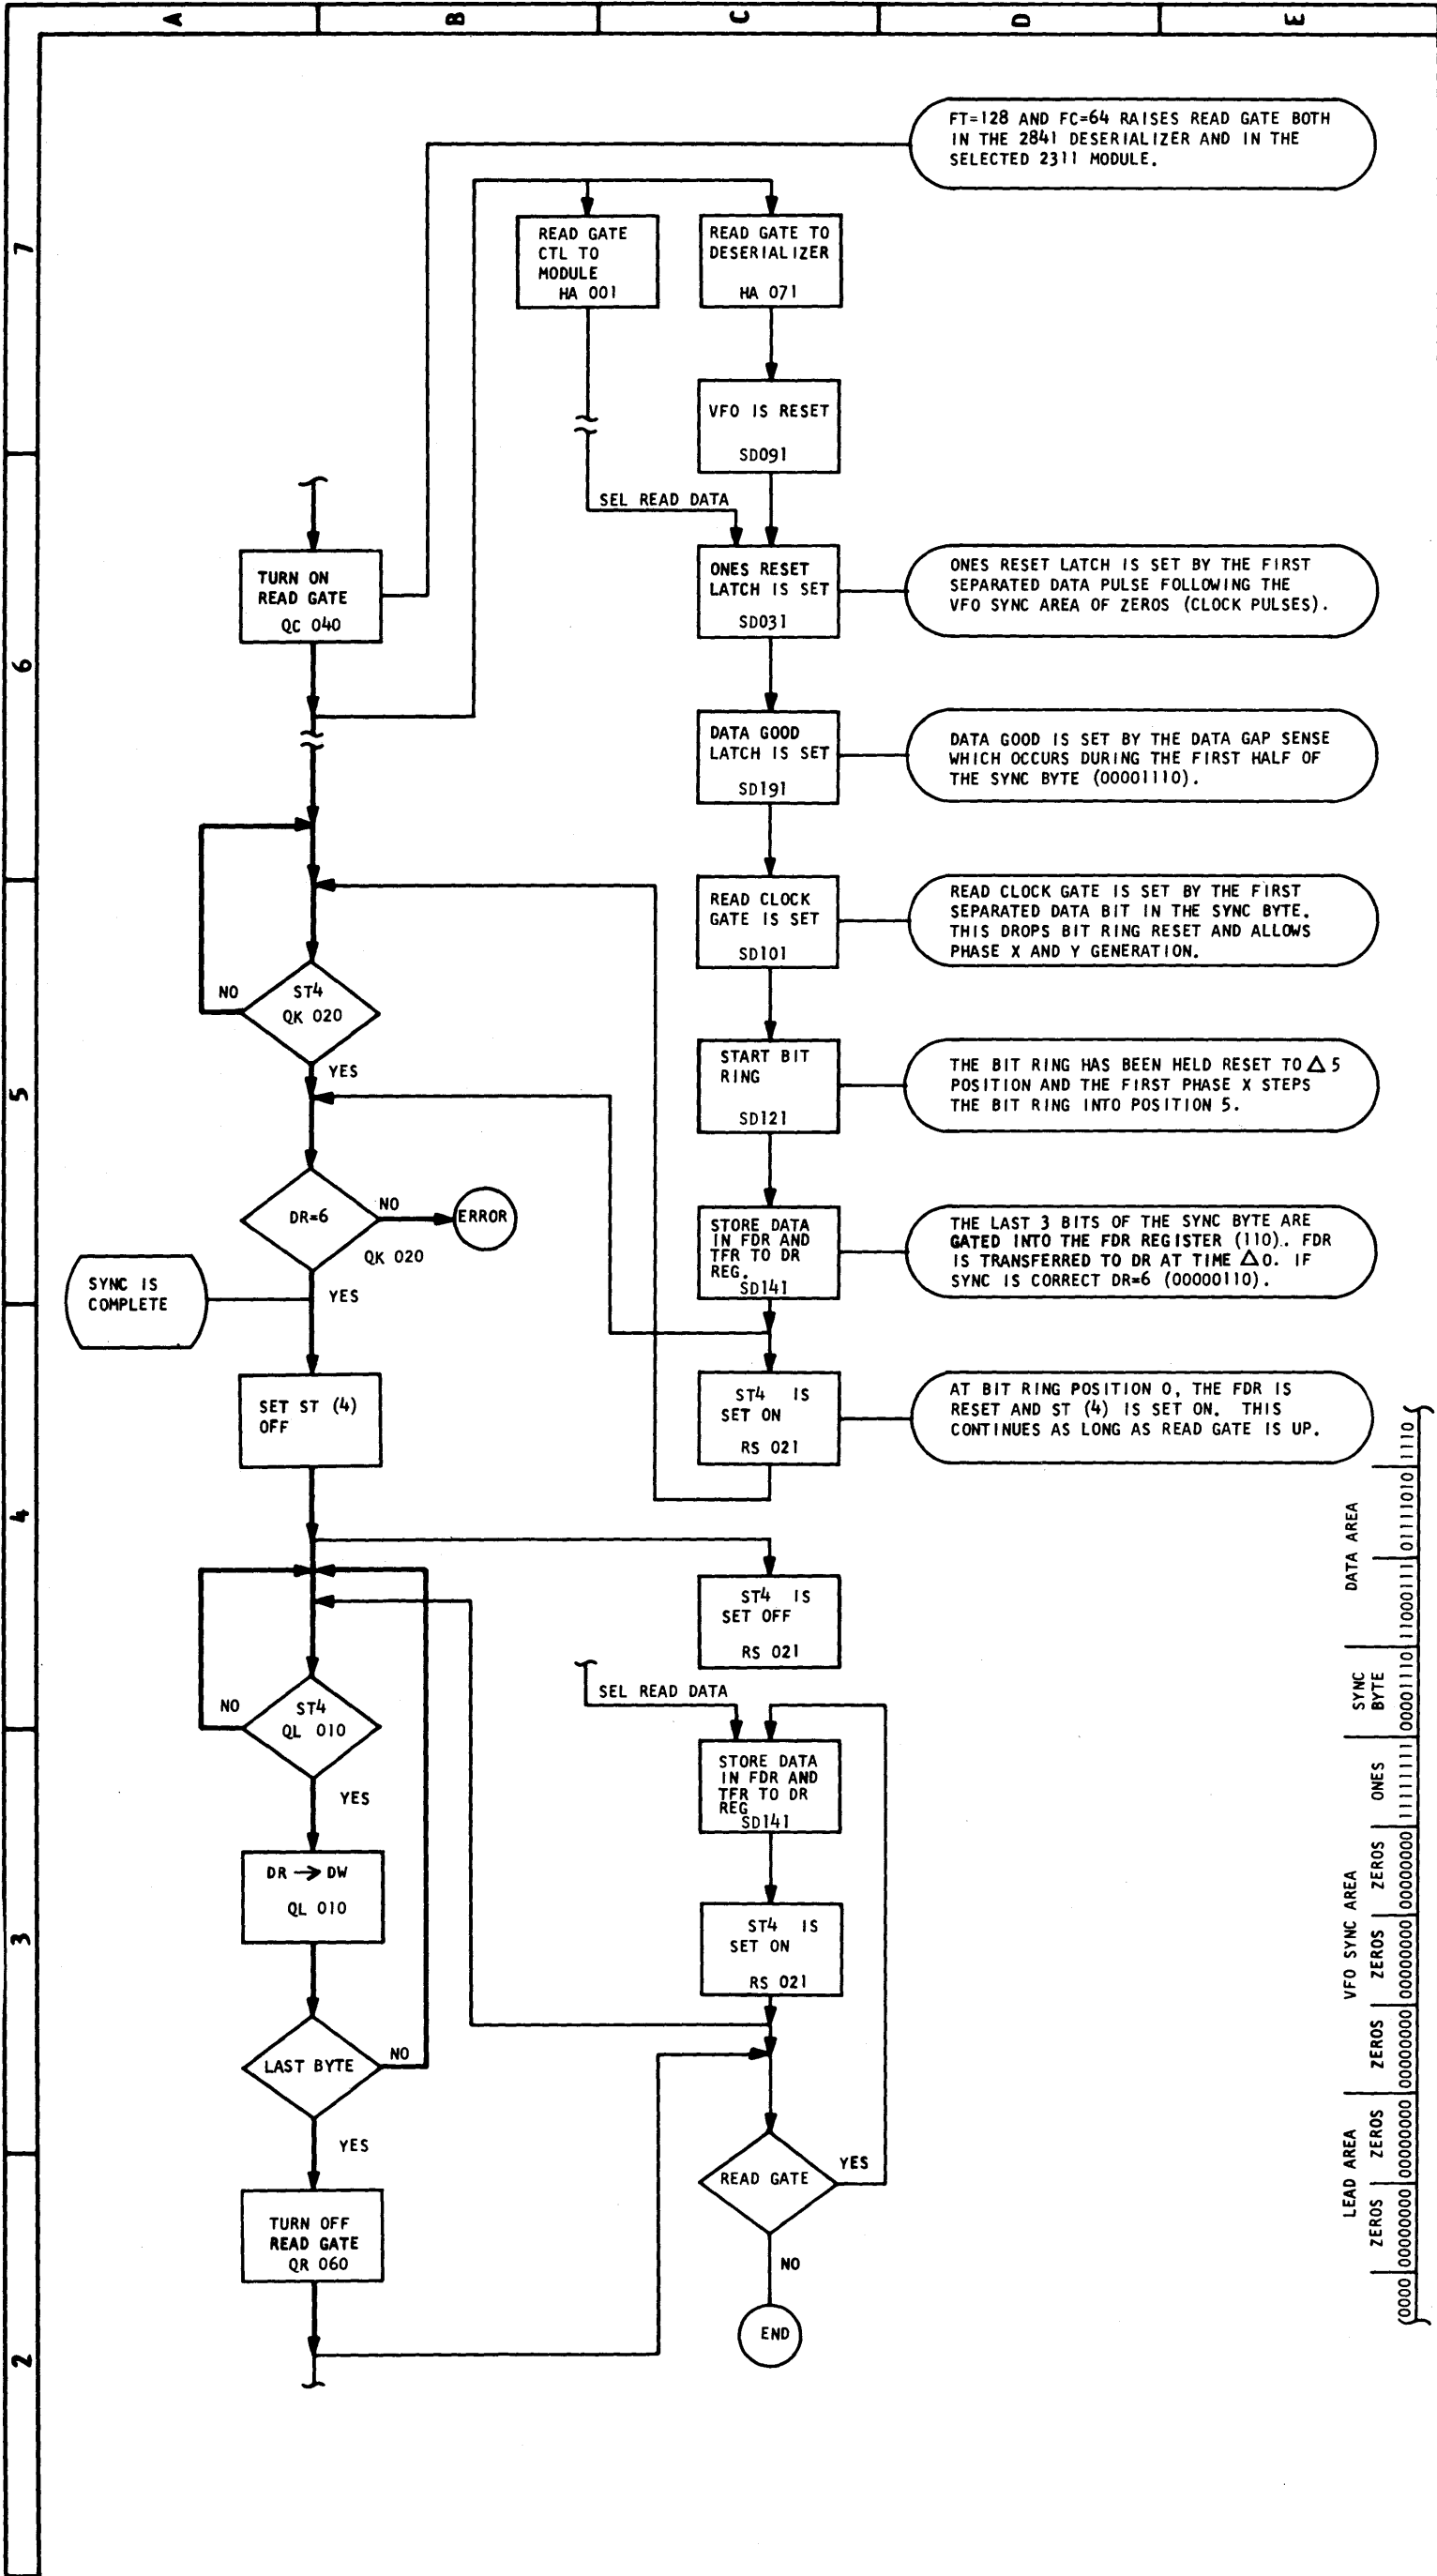 A
B
C
D
E
7
6
5
4
3
2
FT=128 AND FC=64 RAISES READ GATE BOTH
IN THE 2841 DESERIALIZER AND IN THE
SELECTED 2311 MODULE.
READ GATE
CTL TO
MODULE
HA 001
READ GATE TO
DESERIALIZER
HA 071
VFO IS RESET
SD091
SEL READ DATA
TURN ON
READ GATE
QC 040
ONES RESET
LATCH IS SET
SD031
ONES RESET LATCH IS SET BY THE FIRST
SEPARATED DATA PULSE FOLLOWING THE
VFO SYNC AREA OF ZEROS (CLOCK PULSES).
DATA GOOD
LATCH IS SET
SD191
DATA GOOD IS SET BY THE DATA GAP SENSE
WHICH OCCURS DURING THE FIRST HALF OF
THE SYNC BYTE (00001110).
READ CLOCK
GATE IS SET
SD101
READ CLOCK GATE IS SET BY THE FIRST
SEPARATED DATA BIT IN THE SYNC BYTE.
THIS DROPS BIT RING RESET AND ALLOWS
PHASE X AND Y GENERATION.
NO
ST4
QK 020
YES
START BIT
RING
SD121
THE BIT RING HAS BEEN HELD RESET TO △ 5
POSITION AND THE FIRST PHASE X STEPS
THE BIT RING INTO POSITION 5.
DR=6
NO
ERROR
QK 020
YES
SYNC IS
COMPLETE
STORE DATA
IN FDR AND
TFR TO DR
REG.
SD141
THE LAST 3 BITS OF THE SYNC BYTE ARE
GATED INTO THE FDR REGISTER (110). FDR
IS TRANSFERRED TO DR AT TIME △0. IF
SYNC IS CORRECT DR=6 (00000110).
SET ST (4)
OFF
ST4 IS
SET ON
RS 021
AT BIT RING POSITION 0, THE FDR IS
RESET AND ST (4) IS SET ON. THIS
CONTINUES AS LONG AS READ GATE IS UP.
ST4 IS
SET OFF
RS 021
SEL READ DATA
NO
ST4
QL 010
YES
STORE DATA
IN FDR AND
TFR TO DR
REG
SD141
DR → DW
QL 010
ST4 IS
SET ON
RS 021
LAST BYTE
NO
YES
READ GATE
YES
NO
TURN OFF
READ GATE
QR 060
END
LEAD AREA
VFO SYNC AREA
SYNC
BYTE
DATA AREA
ZEROS ZEROS ZEROS ZEROS ZEROS ONES
0000 00000000 00000000 00000000 00000000 00000000 11111111 00001110 11000111 01111010 1110